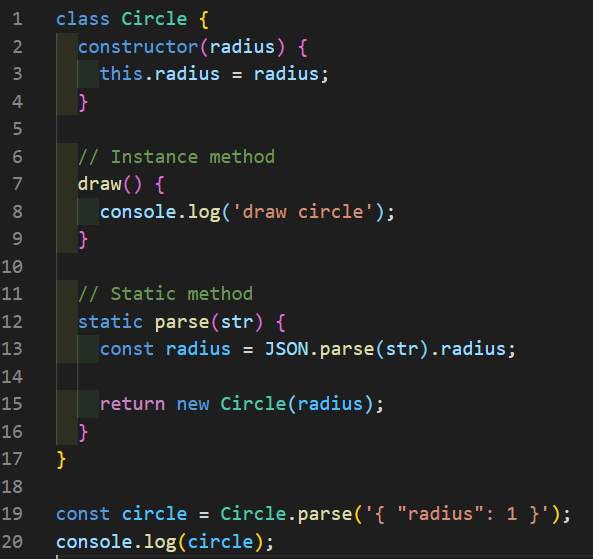 1 class Circle {
2   constructor(radius) {
3     this.radius = radius;
4   }
5
6   // Instance method
7   draw() {
8     console.log('draw circle');
9   }
10
11   // Static method
12   static parse(str) {
13     const radius = JSON.parse(str).radius;
14
15     return new Circle(radius);
16   }
17 }
18
19 const circle = Circle.parse('{ "radius": 1 }');
20 console.log(circle);